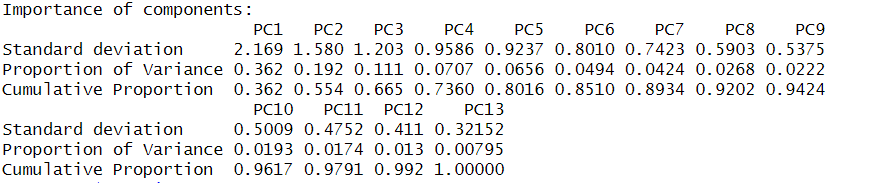 Importance of components:
PC1 PC2 PC3 PC4 PC5 PC6 PC7 PC8 PC9
Standard deviation 2.169 1.580 1.203 0.9586 0.9237 0.8010 0.7423 0.5903 0.5375
Proportion of Variance 0.362 0.192 0.111 0.0707 0.0656 0.0494 0.0424 0.0268 0.0222
Cumulative Proportion 0.362 0.554 0.665 0.7360 0.8016 0.8510 0.8934 0.9202 0.9424
PC10 PC11 PC12 PC13
Standard deviation 0.5009 0.4752 0.411 0.32152
Proportion of Variance 0.0193 0.0174 0.013 0.00795
Cumulative Proportion 0.9617 0.9791 0.992 1.00000